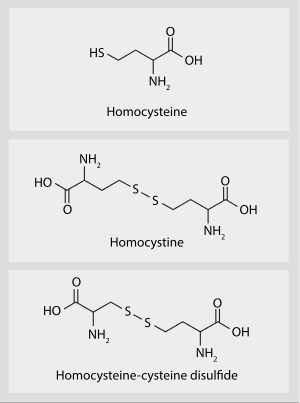 O
HS
OH
NH2
Homocysteine
NH2
HO
S
O
S
O
OH
NH2
Homocystine
O
HO
S
NH2
S
O
OH
NH2
Homocysteine-cysteine disulfide